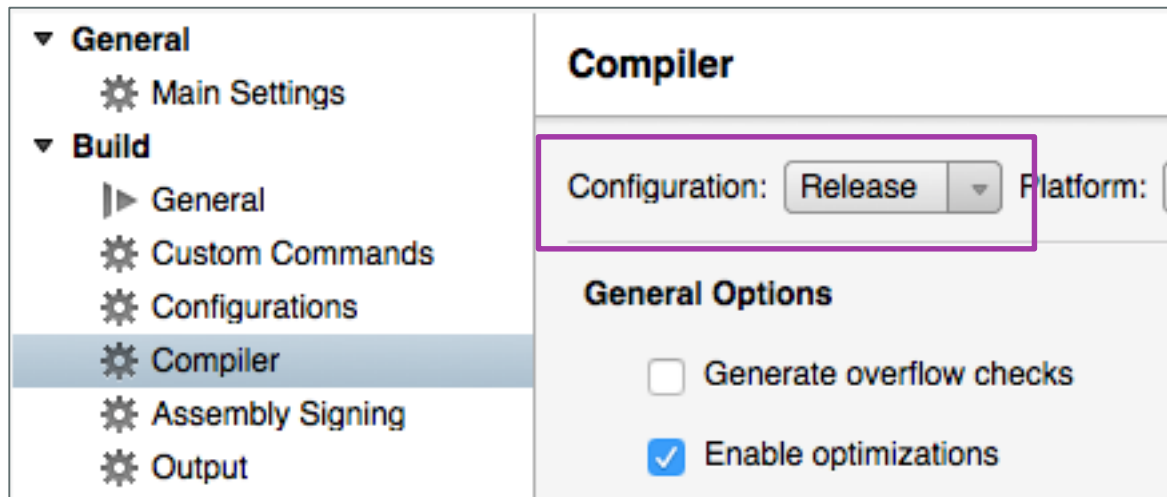 General
Main Settings
Build
General
Custom Commands
Configurations
Compiler
Assembly Signing
Output
Compiler
Configuration: Release Platform:
General Options
Generate overflow checks
Enable optimizations